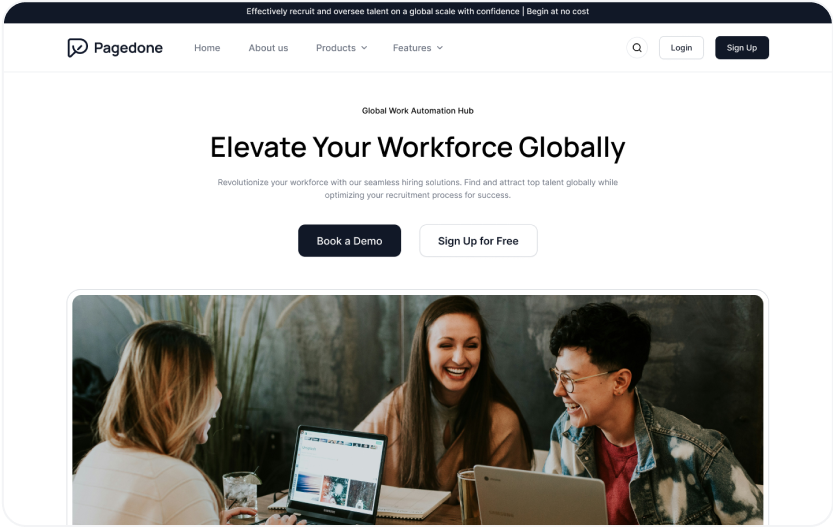 Effectively recruit and oversee talent on a global scale with confidence | Begin at no cost
Pagedone
Home
About us
Products
Features
Login
Sign Up
Global Work Automation Hub
Elevate Your Workforce Globally
Revolutionize your workforce with our seamless hiring solutions. Find and attract top talent globally while
optimizing your recruitment process for success.
Book a Demo
Sign Up for Free